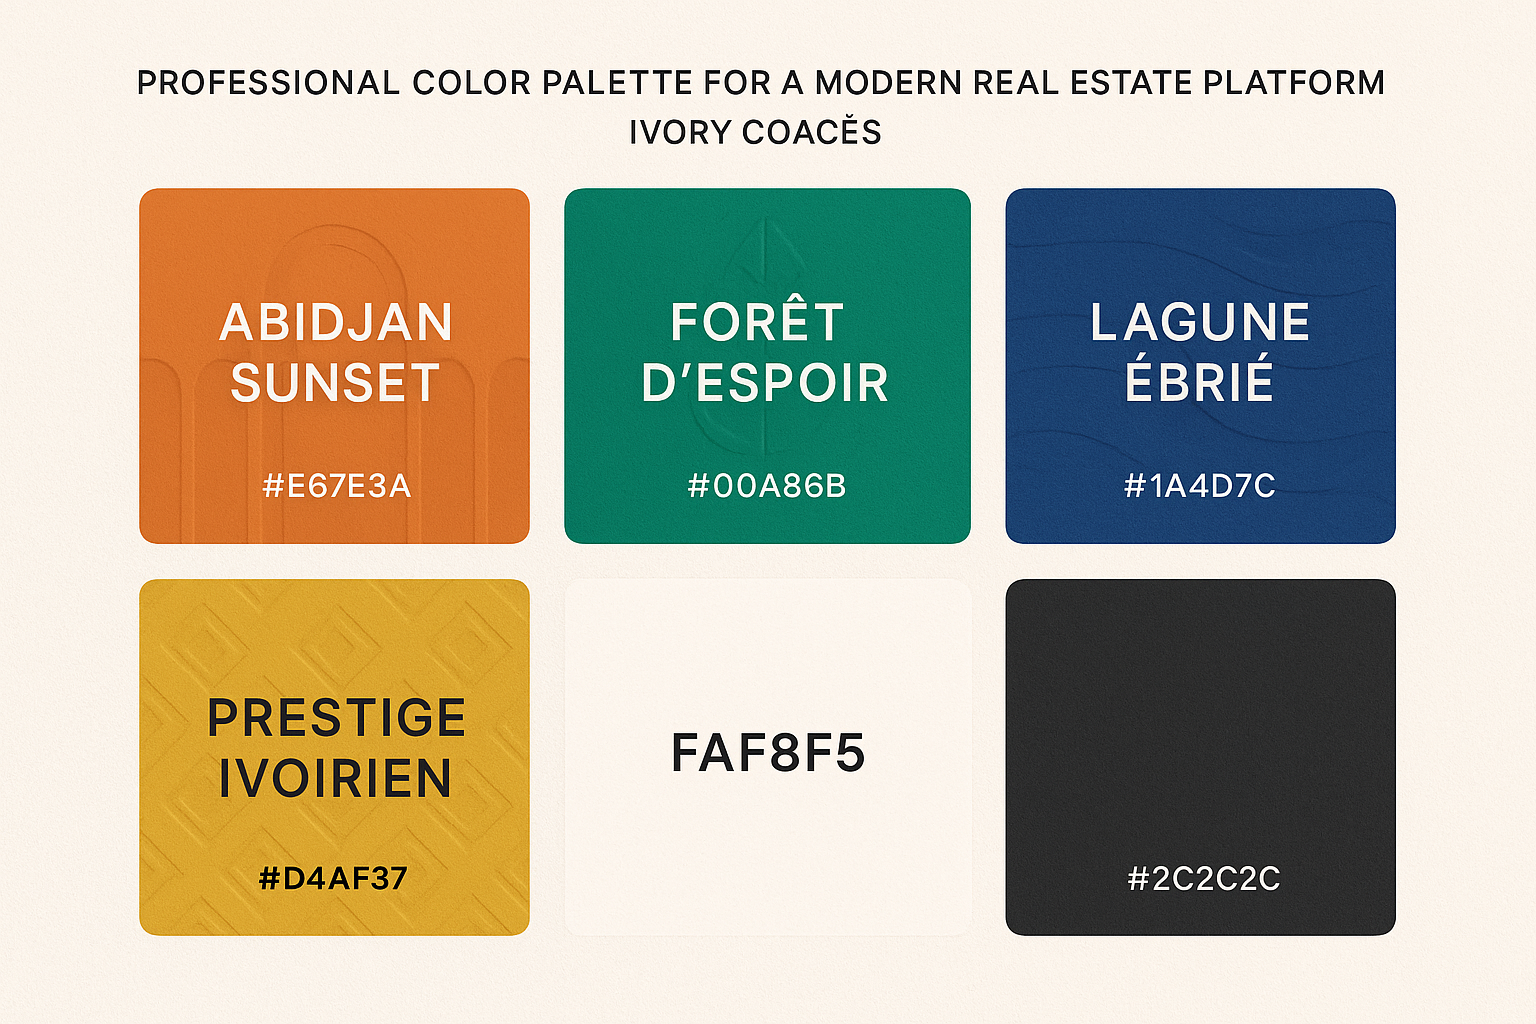 PROFESSIONAL COLOR PALETTE FOR A MODERN REAL ESTATE PLATFORM
IVORY COACĚS
ABIDJAN
SUNSET
#E67E3A
FORÊT
D’ESPOIR
#00A86B
LAGUNE
ÉBRIÉ
#1A4D7C
PRESTIGE
IVOIRIEN
#D4AF37
FAF8F5
#2C2C2C